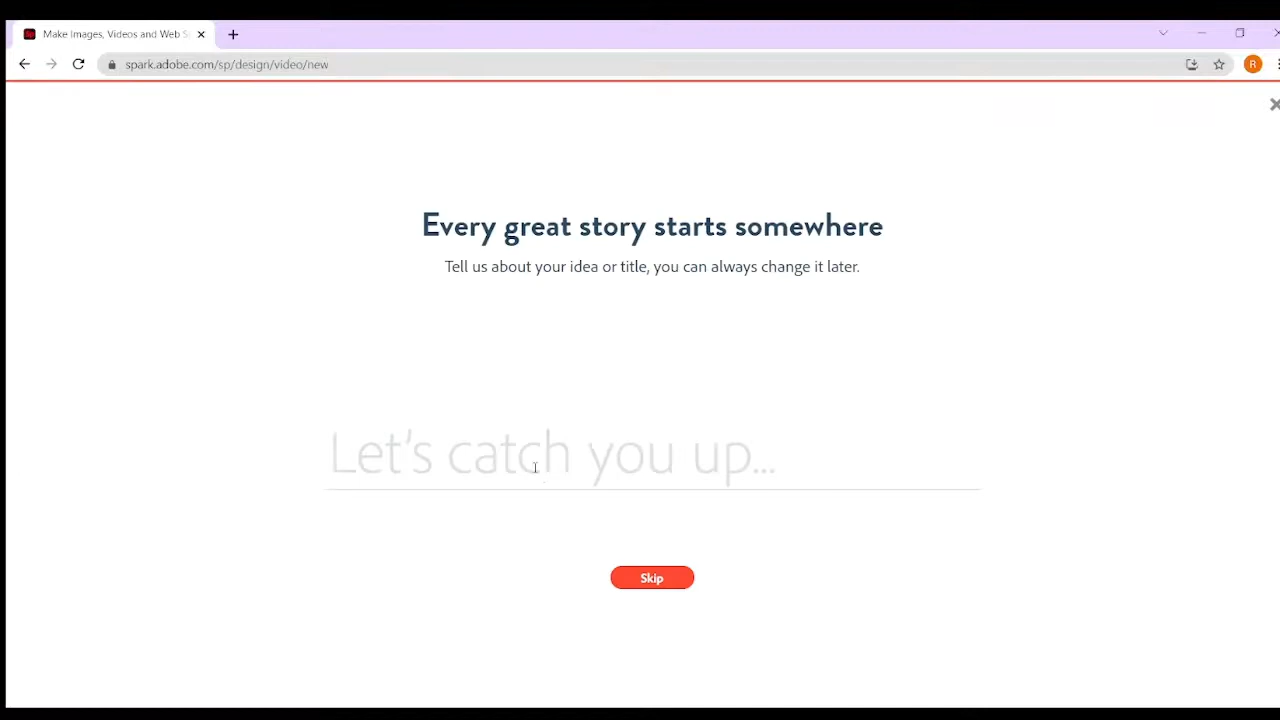 Make Images, Videos and Web S
spark.adobe.com/sp/design/video/new
R
Every great story starts somewhere
Tell us about your idea or title, you can always change it later.
Let's catch you up...
Skip